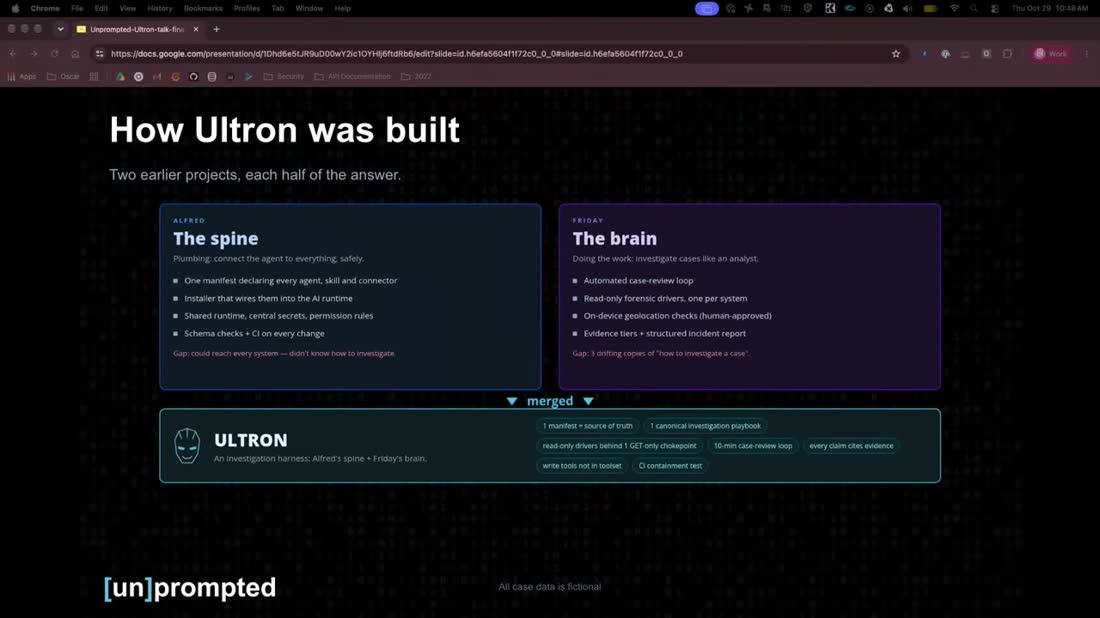 Chrome File Edit View History Bookmarks Profiles Tab Window Help
Thu Oct 29 10:48 AM
Unprompted-Ultron-talk-fin
Work
Apps Oscar Security API Documentation 2027
How Ultron was built
Two earlier projects, each half of the answer.
ALFRED
The spine
Plumbing: connect the agent to everything, safely.
One manifest declaring every agent, skill and connector
Installer that wires them into the AI runtime
Shared runtime, central secrets, permission rules
Schema checks + CI on every change
Gap: could reach every system — didn't know how to investigate.
FRIDAY
The brain
Doing the work: investigate cases like an analyst.
Automated case-review loop
Read-only forensic drivers, one per system
On-device geolocation checks (human-approved)
Evidence tiers + structured incident report
Gap: 3 drifting copies of "how to investigate a case".
▼ merged ▼
ULTRON
An investigation harness: Alfred's spine + Friday's brain.
1 manifest = source of truth 1 canonical investigation playbook
read-only drivers behind 1 GET-only chokepoint 10-min case-review loop every claim cites evidence
write tools not in toolset CI containment test
[un]prompted
All case data is fictional